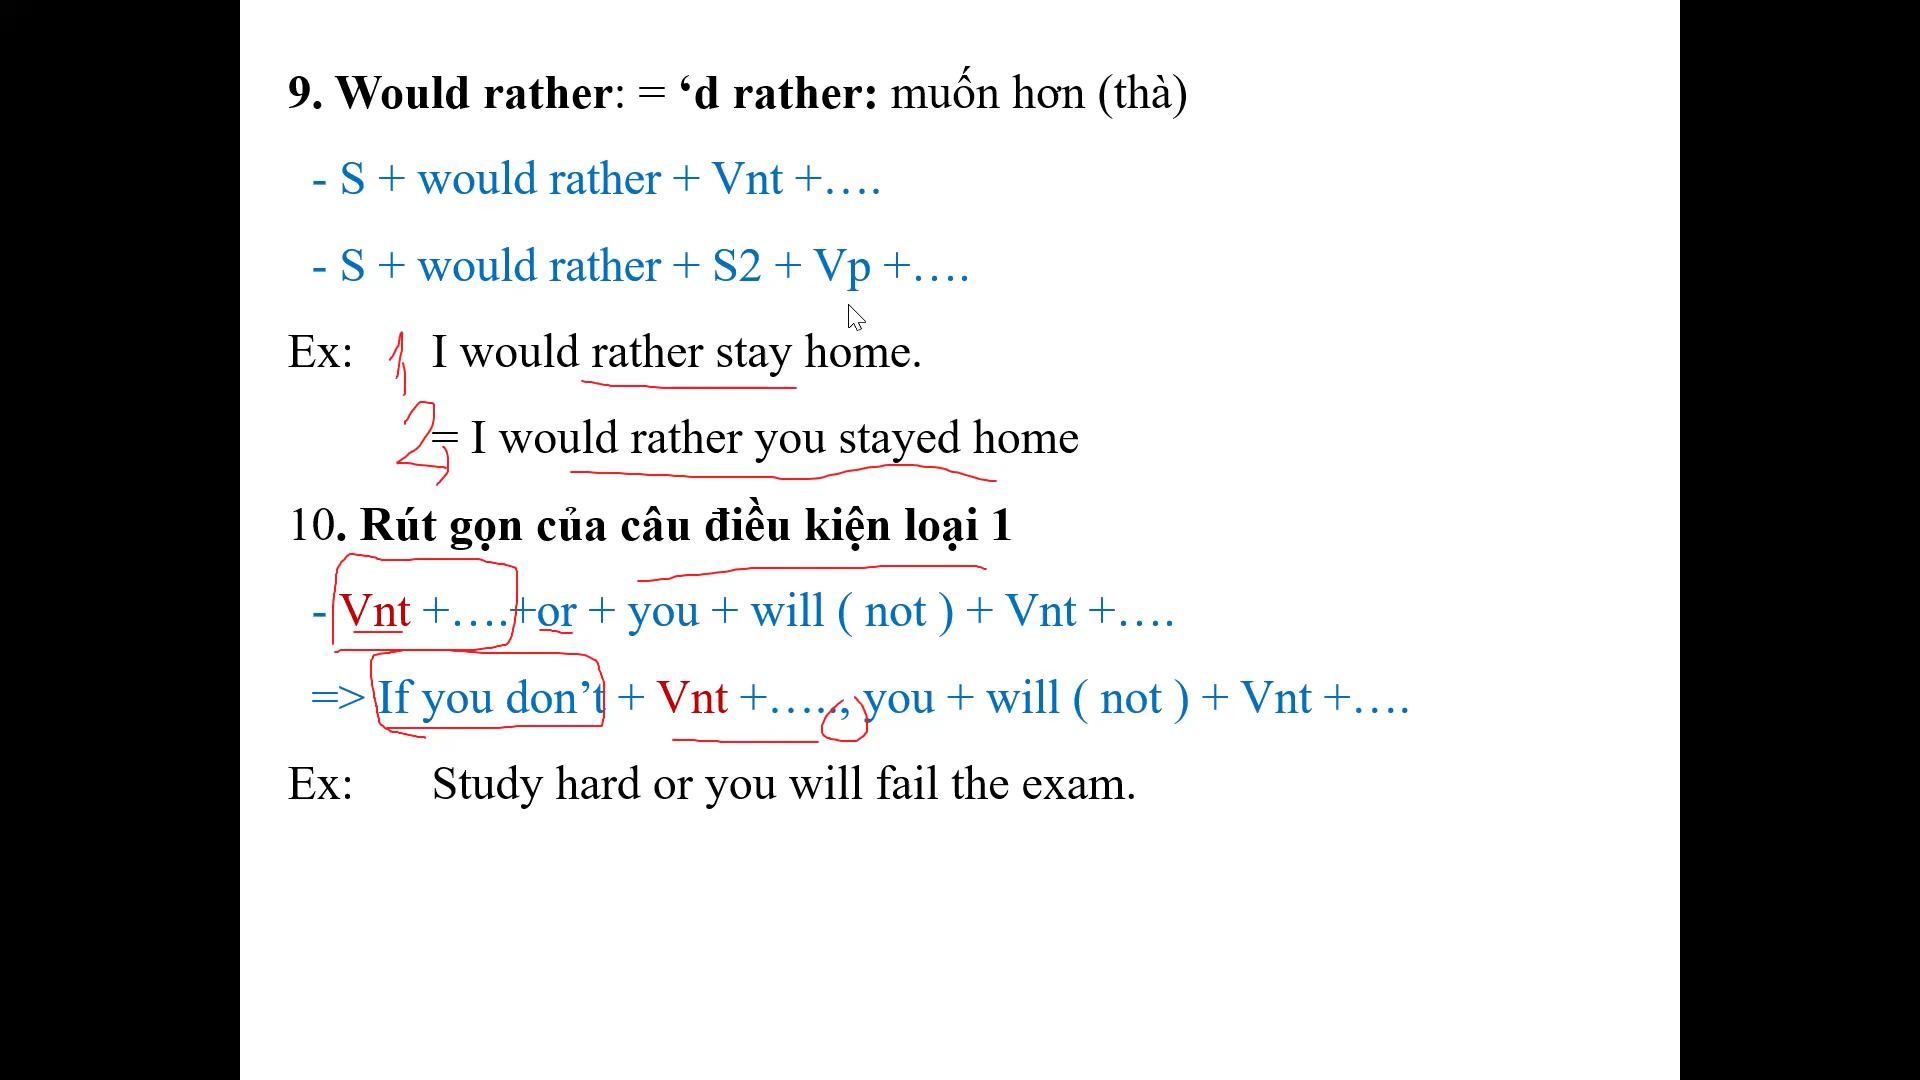 9. Would rather: = ‘d rather: muốn hơn (thà)
- S + would rather + Vnt +….
- S + would rather + S2 + Vp +….
Ex: 1, I would rather stay home.
2, = I would rather you stayed home
10. Rút gọn của câu điều kiện loại 1
- Vnt +….+or + you + will ( not ) + Vnt +….
=> If you don’t + Vnt +….., you + will ( not ) + Vnt +….
Ex: Study hard or you will fail the exam.